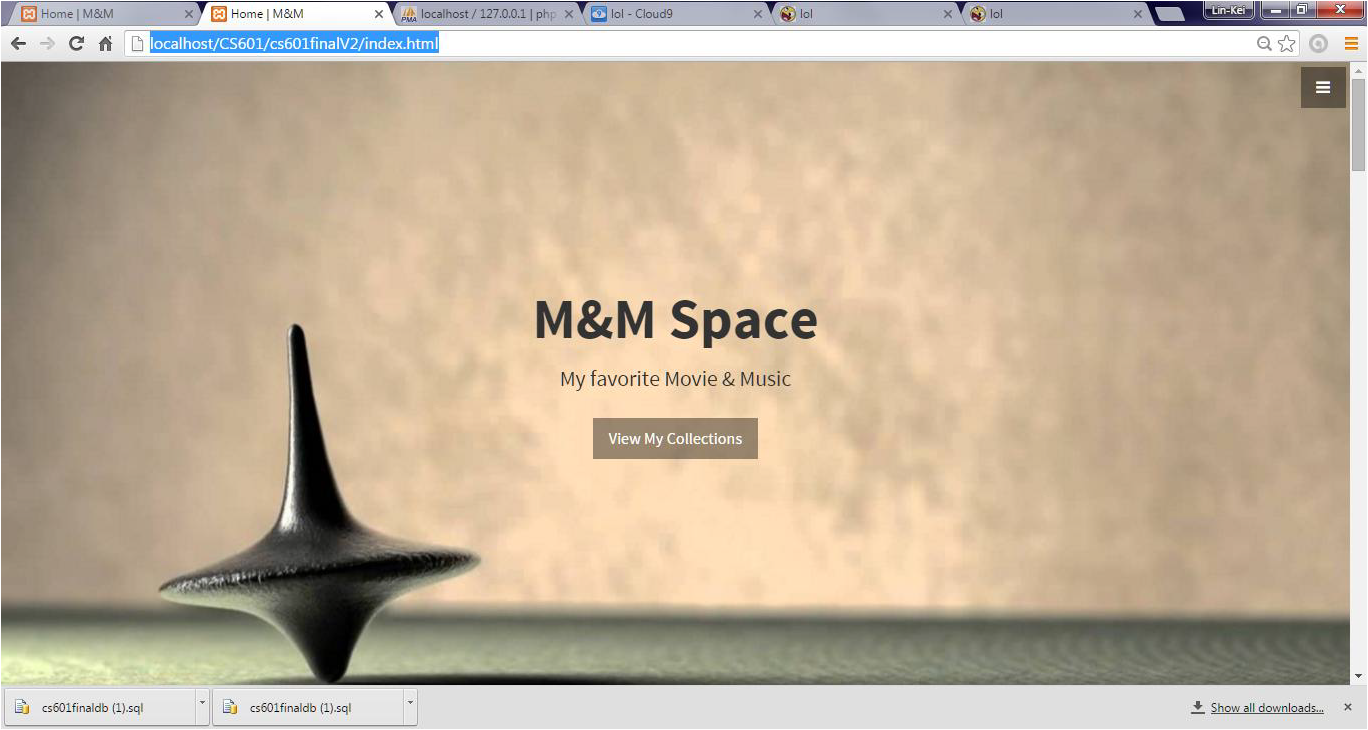 Home | M&M
Home | M&M
localhost / 127.0.0.1 | php
lol - Cloud9
lol
lol
Lin-Kei
localhost/CS601/cs601finalV2/index.html
M&M Space
My favorite Movie & Music
View My Collections
cs601finaldb (1).sql
cs601finaldb (1).sql
Show all downloads...